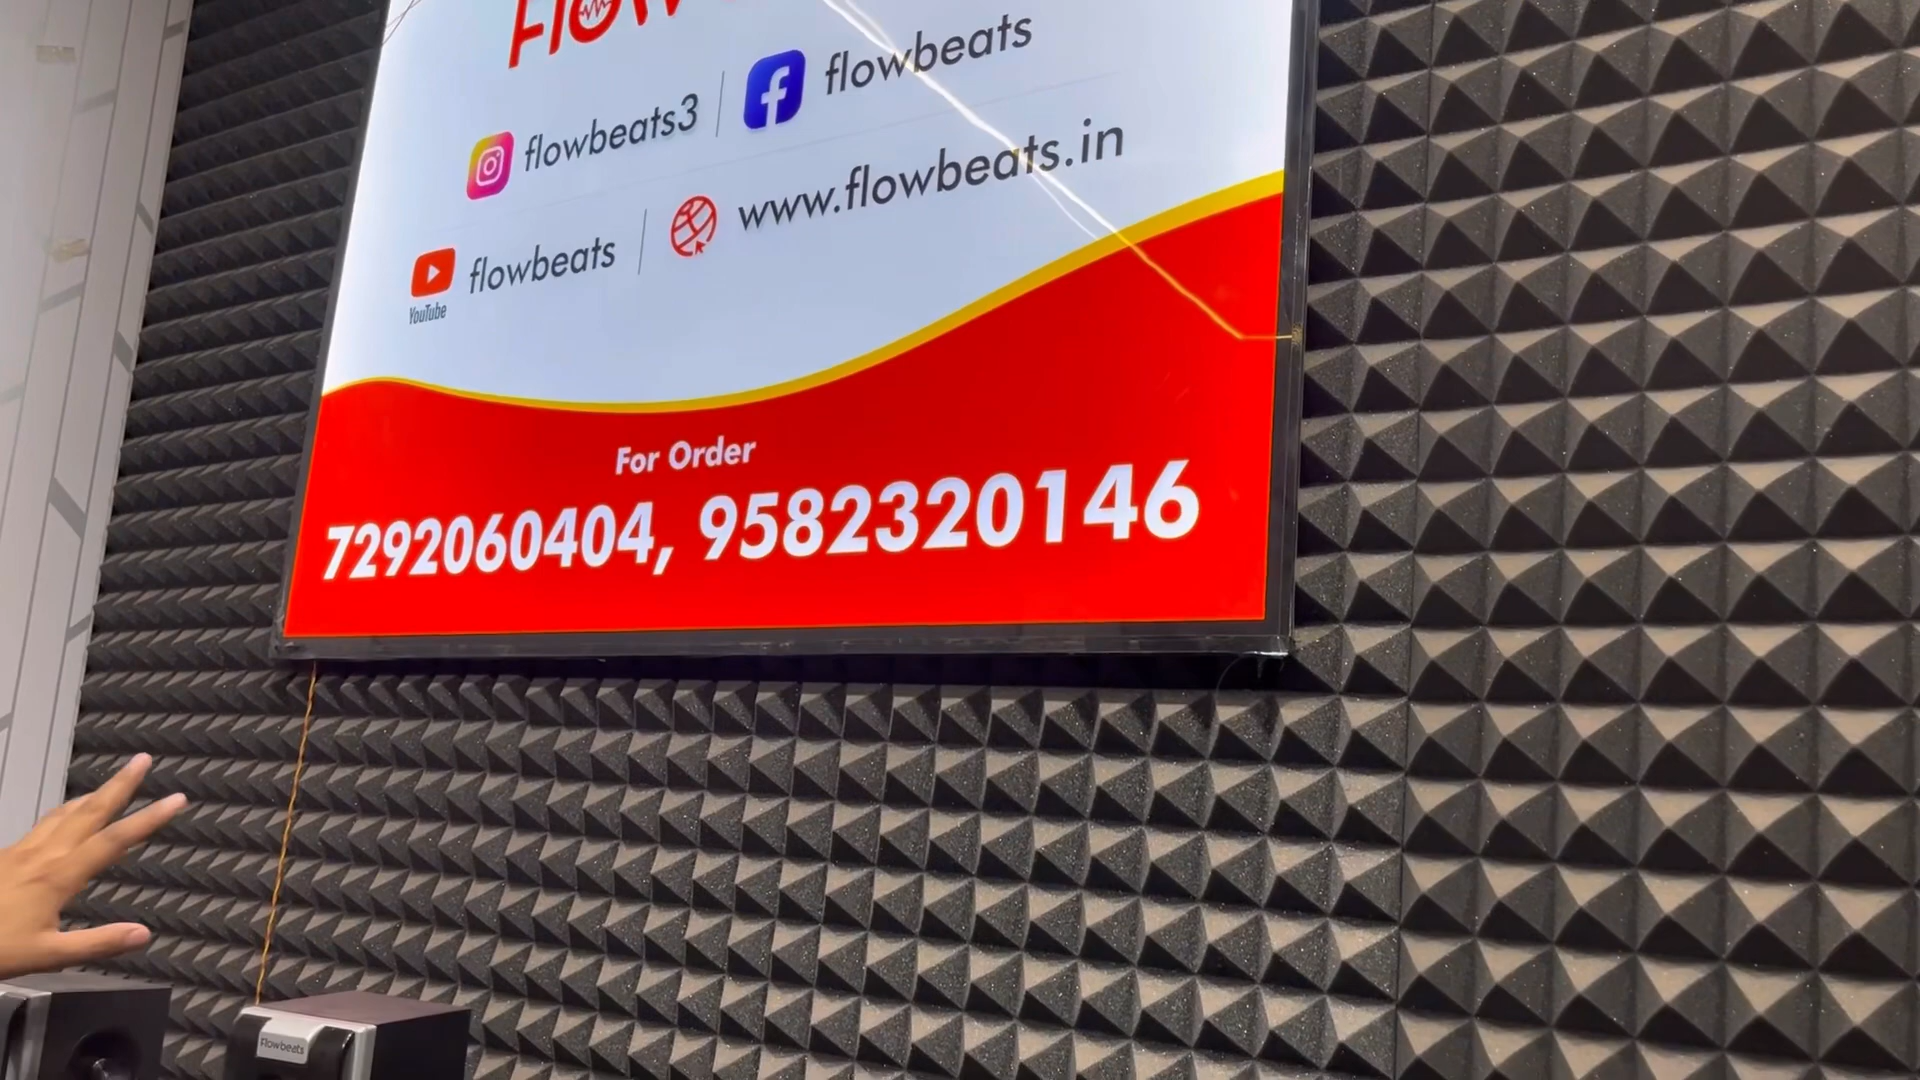 flowbeats3 | flowbeats
YouTube flowbeats | www.flowbeats.in
For Order
7292060404, 9582320146
Flowbeats